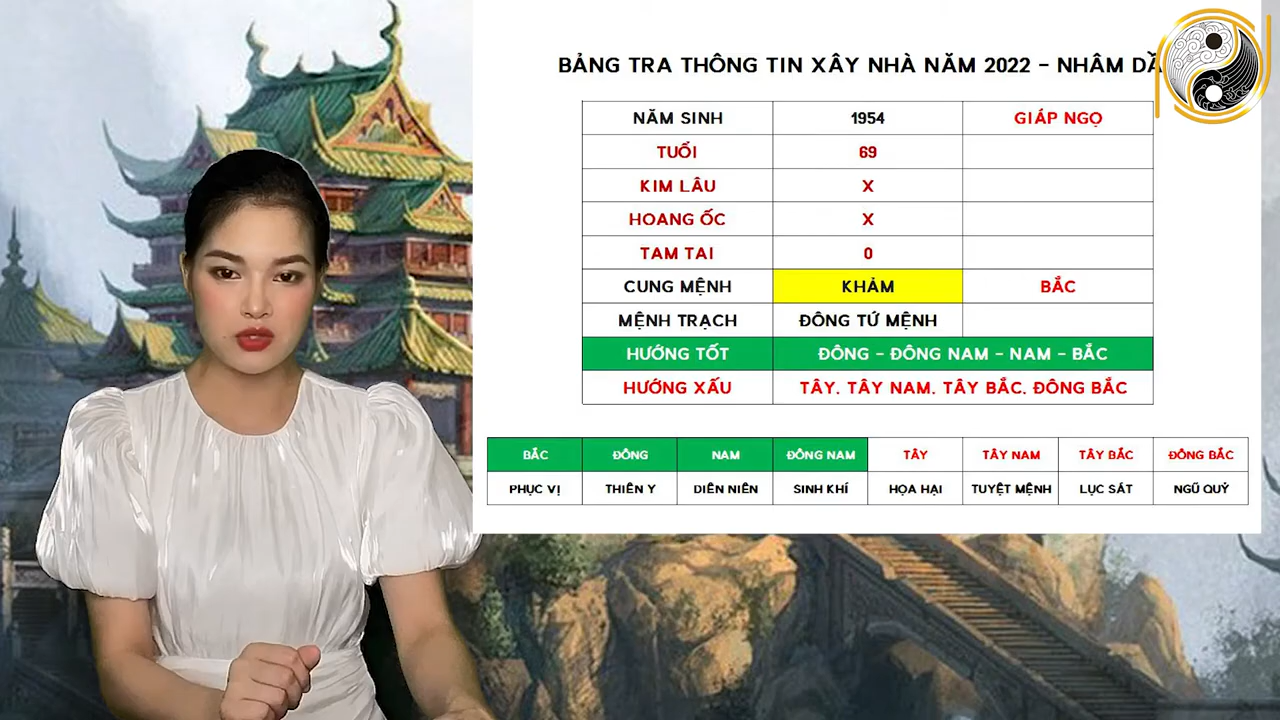 BẢNG TRA THÔNG TIN XÂY NHÀ NĂM 2022 - NHÂM
NĂM SINH 1954 GIÁP NGỌ
TUỔI 69
KIM LÂU X
HOANG ỐC X
TAM TAI 0
CUNG MỆNH KHẢM BẮC
MỆNH TRẠCH ĐÔNG TỨ MỆNH
HƯỚNG TỐT ĐÔNG - ĐÔNG NAM - NAM - BẮC
HƯỚNG XẤU TÂY, TÂY NAM, TÂY BẮC, ĐÔNG BẮC
BẮC ĐÔNG NAM ĐÔNG NAM TÂY TÂY NAM TÂY BẮC ĐÔNG BẮC
PHỤC VỊ THIÊN Y DIÊN NIÊN SINH KHÍ HỌA HẠI TUYỆT MỆNH LỤC SÁT NGŨ QUỶ